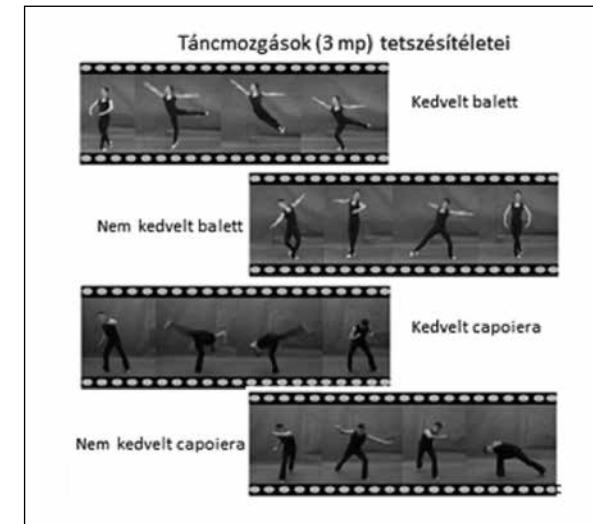 Táncmozgások (3 mp) tetszésítéletei
Kedvelt balett
Nem kedvelt balett
Kedvelt capoiera
Nem kedvelt capoiera